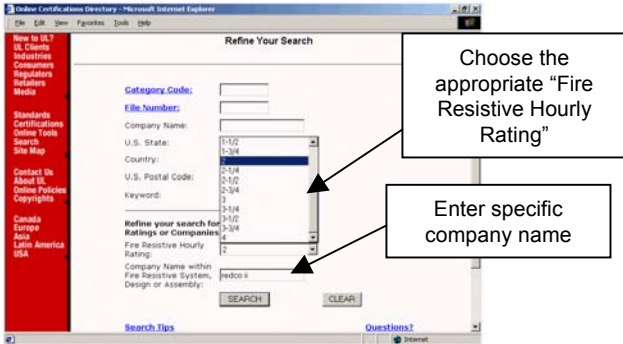 Online Certifications Directory - Microsoft Internet Explorer
File Edit View Favorites Tools Help
New to UL?
UL Clients
Industries
Consumers
Regulators
Retailers
Media
Standards
Certifications
Online Tools
Search
Site Map
Contact Us
About UL
Online Policies
Copyrights
Canada
Europe
Asia
Latin America
USA
Refine Your Search
Category Code:
File Number:
Company Name:
U.S. State:
Country:
U.S. Postal Code:
Keyword:
1-1/2
1-3/4
2
2-1/4
2-1/2
2-3/4
3
3-1/4
3-1/2
3-3/4
4
Refine your search for
Ratings or Companies
Fire Resistive Hourly
Rating:
2
Company Name within
Fire Resistive System,
Design or Assembly:
redco ii
SEARCH
CLEAR
Search Tips
Questions?
Internet
Choose the
appropriate “Fire
Resistive Hourly
Rating”
Enter specific
company name